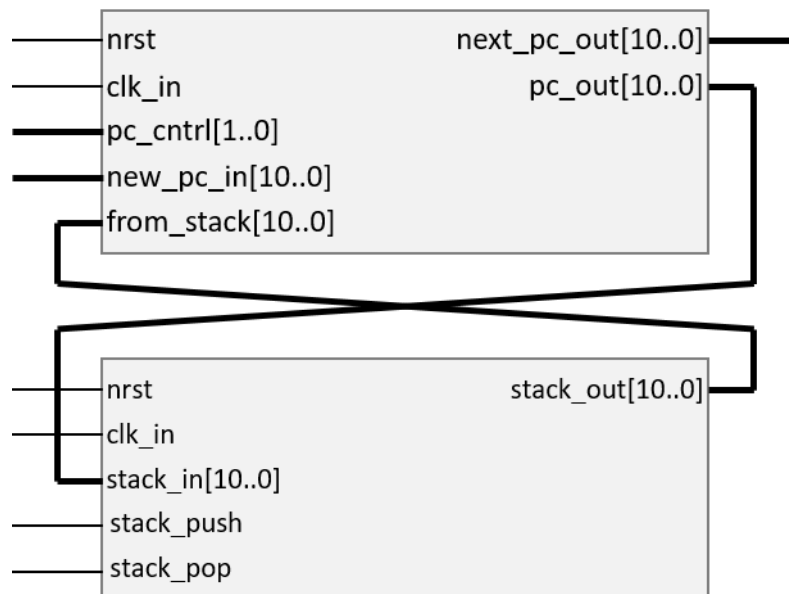 nrst
next_pc_out[10..0]
clk_in
pc_out[10..0]
pc_cntrl[1..0]
new_pc_in[10..0]
from_stack[10..0]
nrst
stack_out[10..0]
clk_in
stack_in[10..0]
stack_push
stack_pop